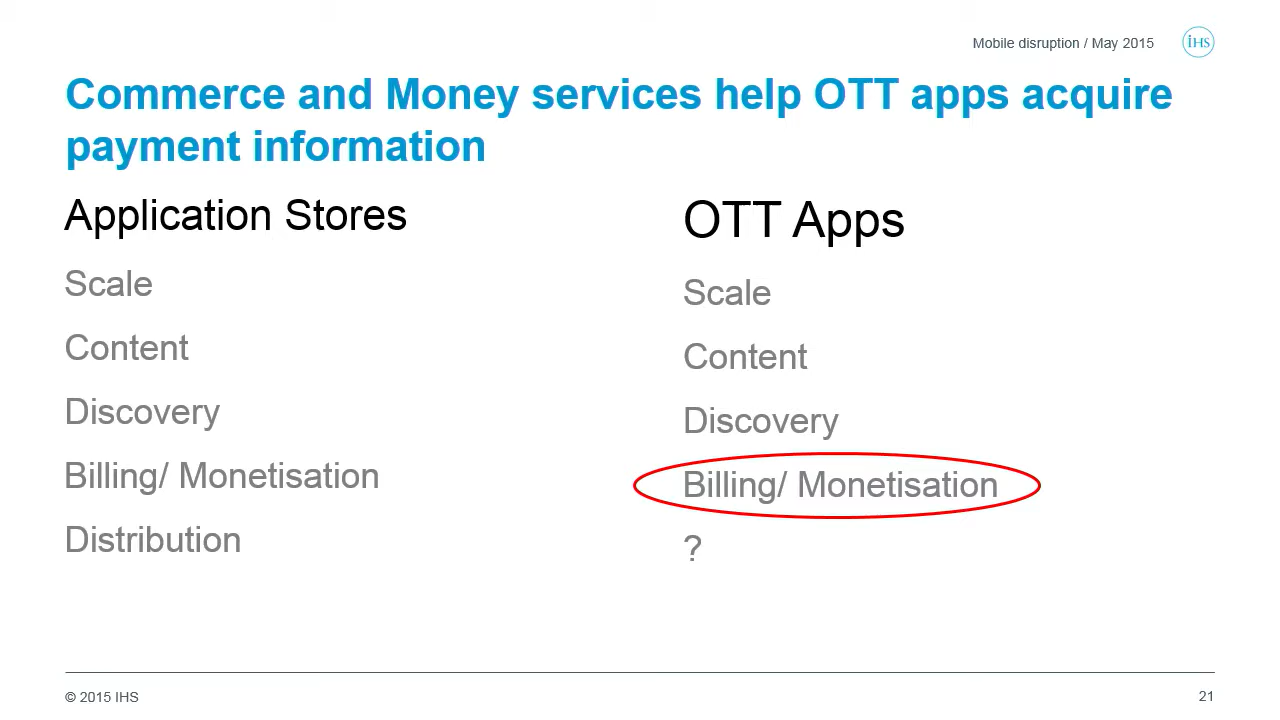 Mobile disruption / May 2015
IHS
Commerce and Money services help OTT apps acquire
payment information
Application Stores
Scale
Content
Discovery
Billing/ Monetisation
Distribution
OTT Apps
Scale
Content
Discovery
Billing/ Monetisation
?
© 2015 IHS
21